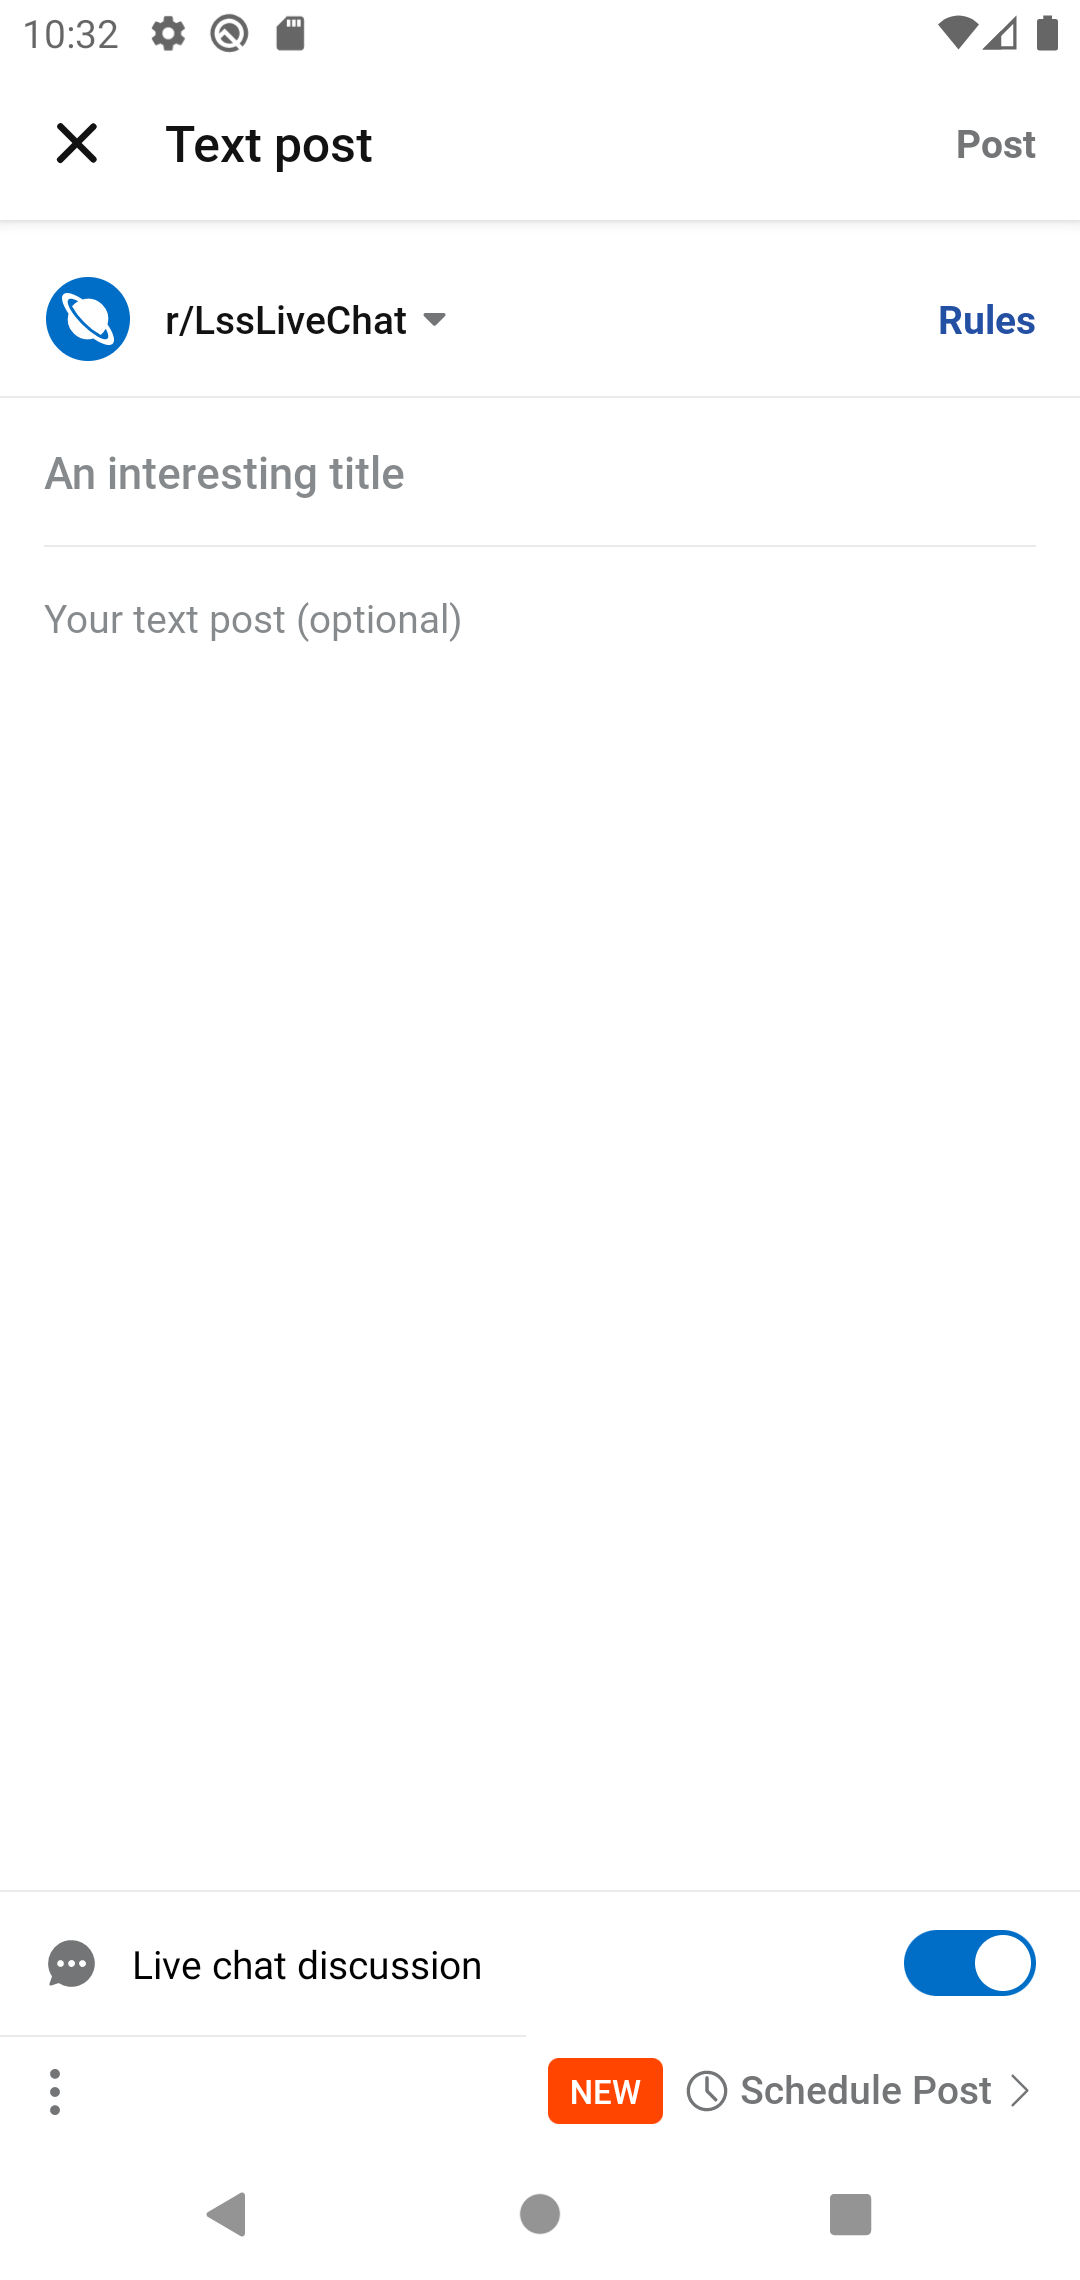 10:32
Text post
Post
r/LssLiveChat
Rules
An interesting title
Your text post (optional)
Live chat discussion
NEW
Schedule Post